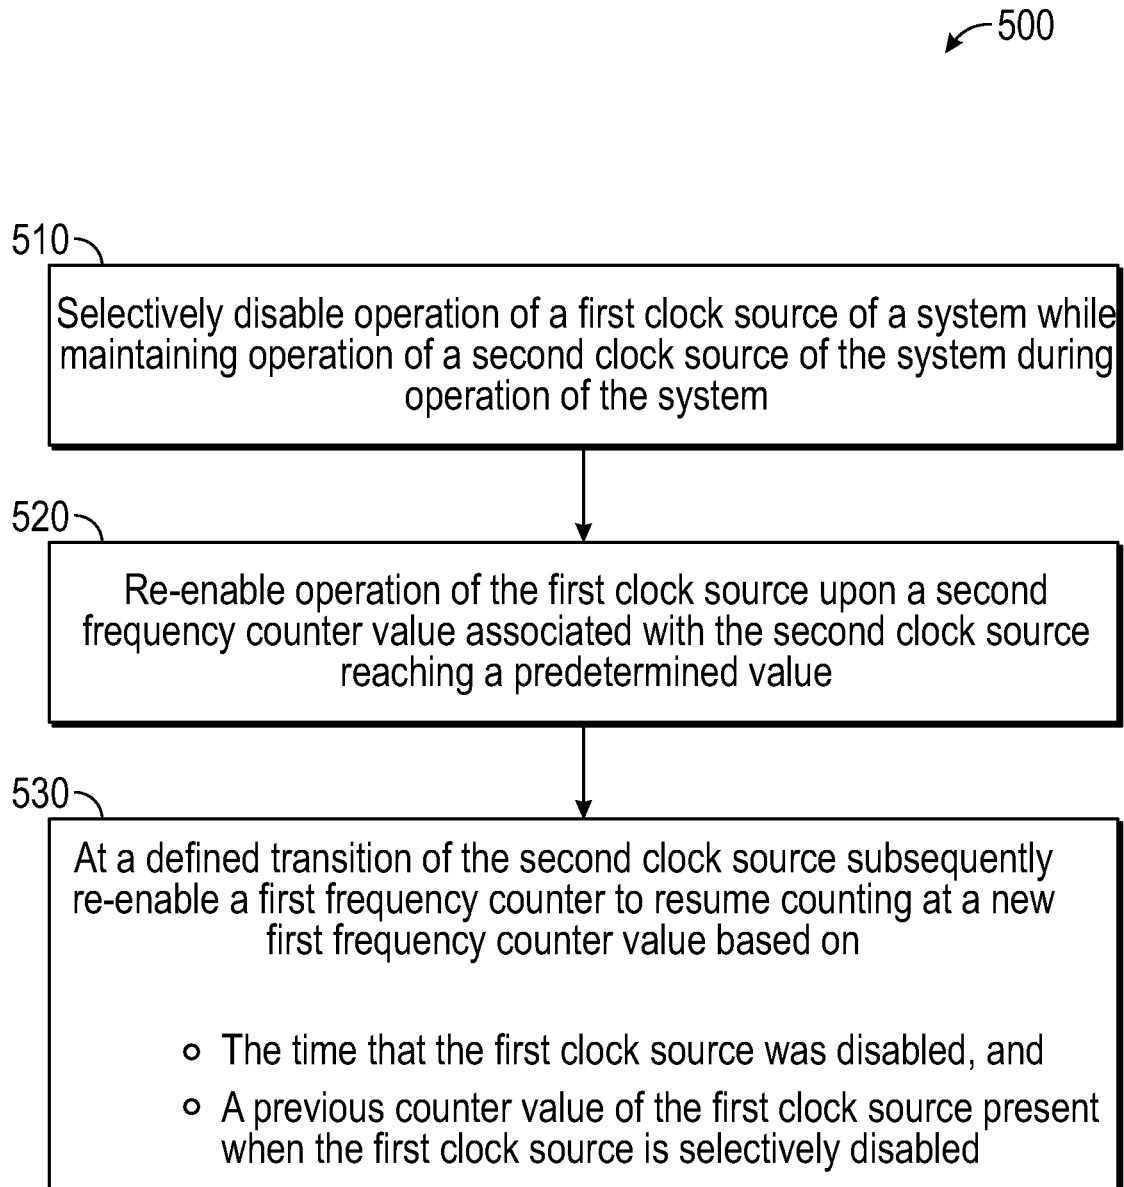 500
510
Selectively disable operation of a first clock source of a system while
maintaining operation of a second clock source of the system during
operation of the system
520
Re-enable operation of the first clock source upon a second
frequency counter value associated with the second clock source
reaching a predetermined value
530
At a defined transition of the second clock source subsequently
re-enable a first frequency counter to resume counting at a new
first frequency counter value based on
The time that the first clock source was disabled, and
A previous counter value of the first clock source present
when the first clock source is selectively disabled